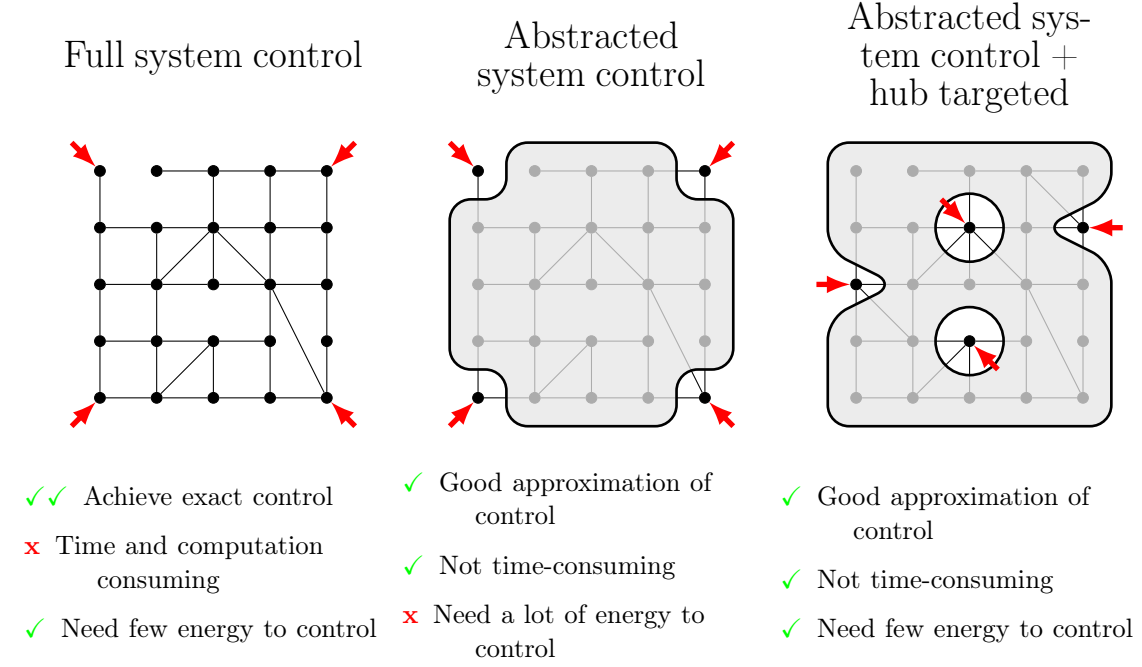 Full system control
Abstracted
system control
Abstracted sys-
tem control +
hub targeted
✓✓ Achieve exact control
x Time and computation
consuming
✓ Need few energy to control
✓ Good approximation of
control
✓ Not time-consuming
x Need a lot of energy to
control
✓ Good approximation of
control
✓ Not time-consuming
✓ Need few energy to control